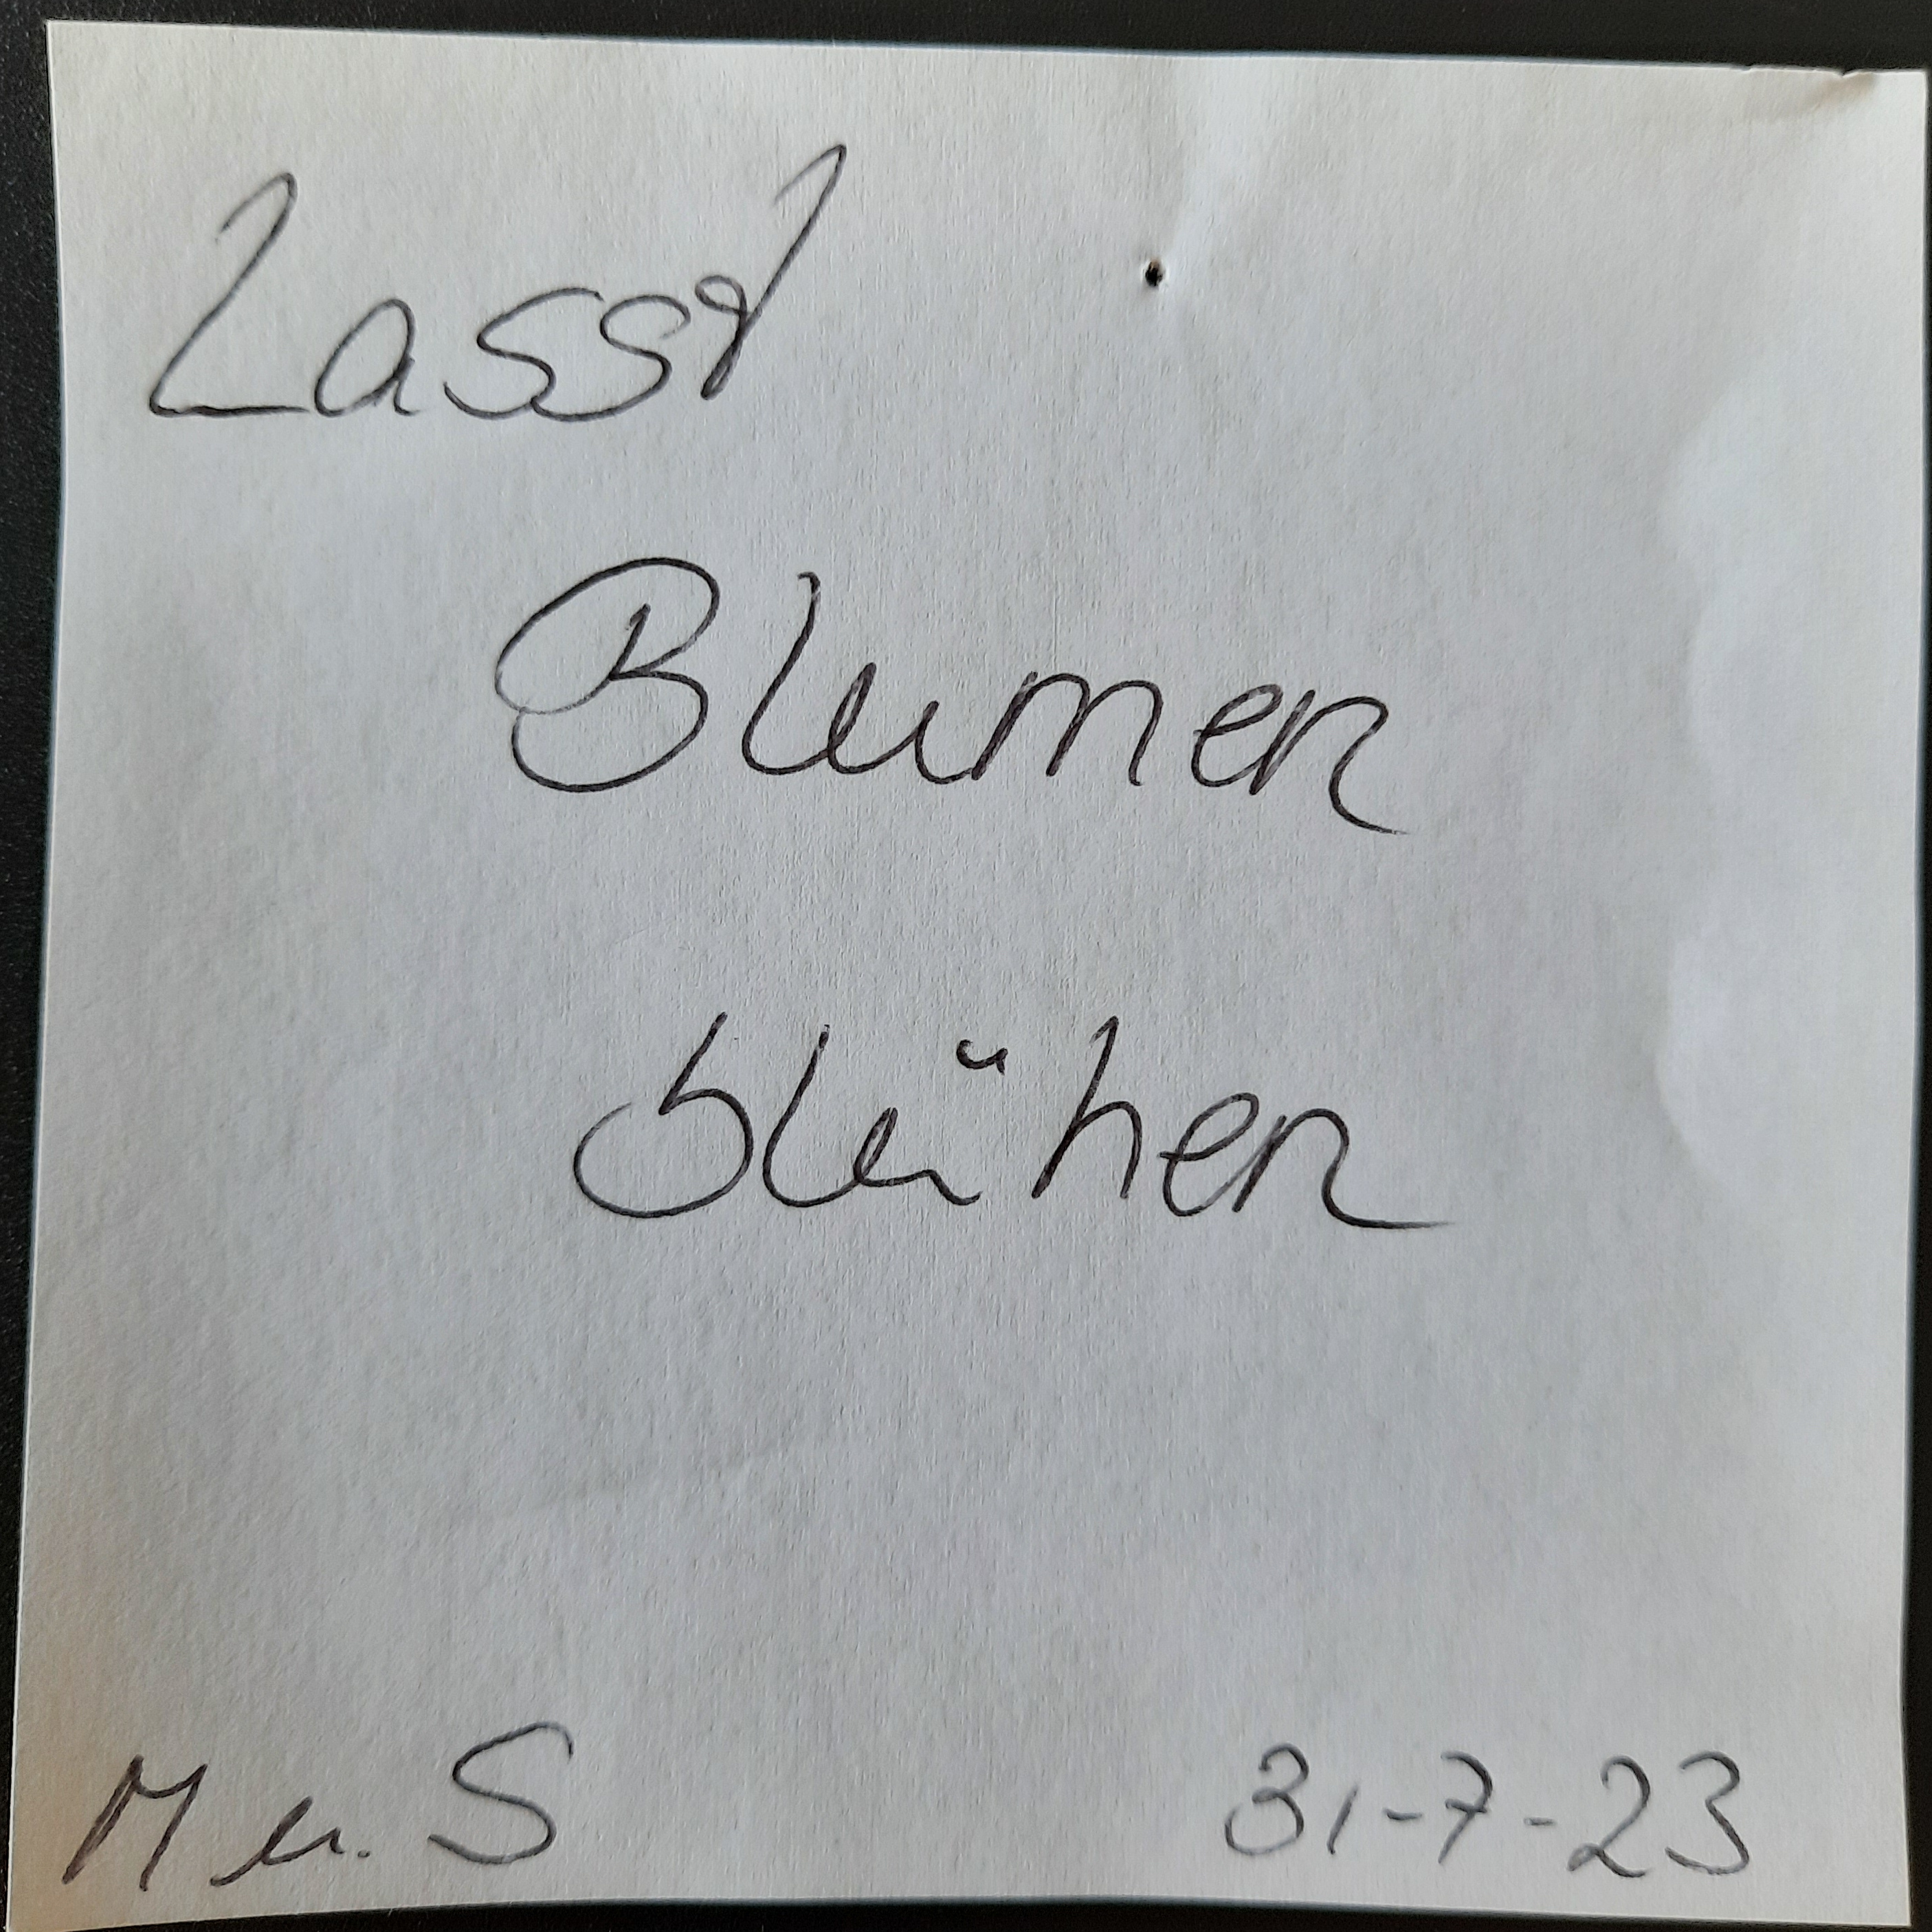 Lasst
Blumen
blühen
M u. S 31-7-23